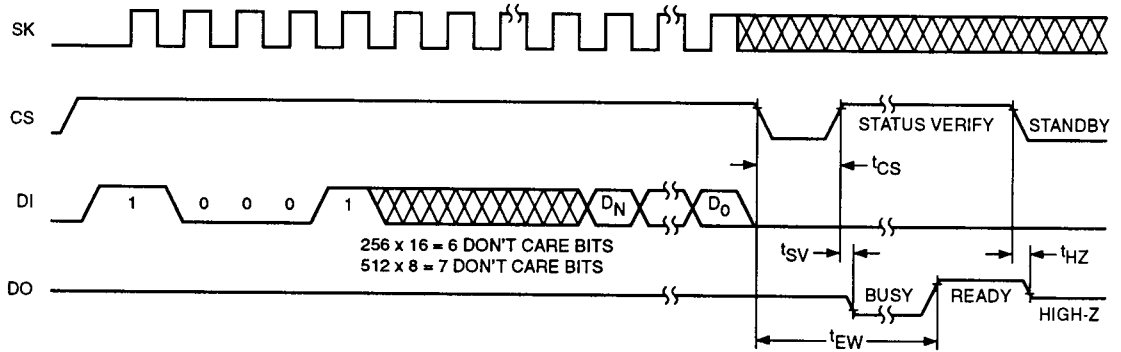 SK
CS
STATUS VERIFY
STANDBY
tCS
DI
1
0
0
0
1
DN
D0
256 x 16 = 6 DON'T CARE BITS
512 x 8 = 7 DON'T CARE BITS
tSV
tHZ
DO
BUSY
READY
HIGH-Z
tEW